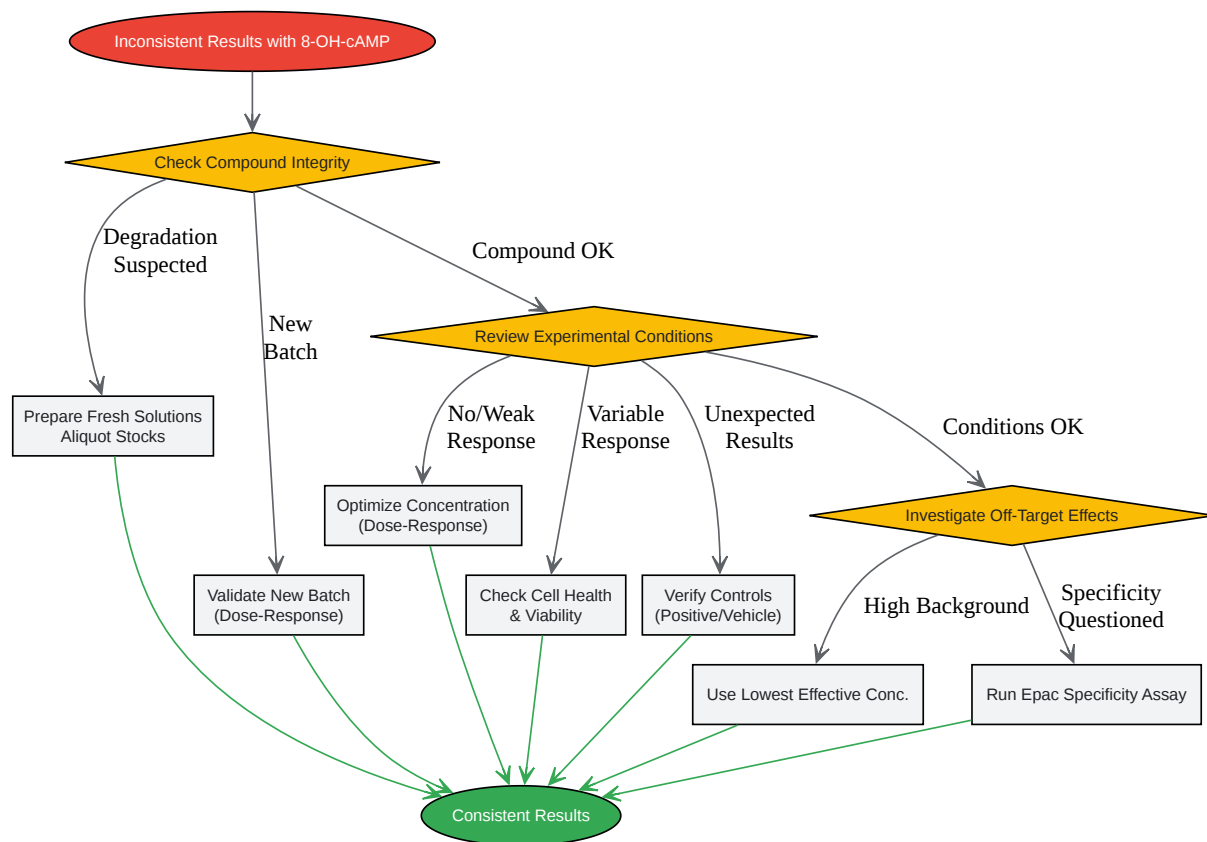 Inconsistent Results with 8-OH-cAMP
Check Compound Integrity
Degradation
Suspected
Compound OK
New
Batch
Review Experimental Conditions
Prepare Fresh Solutions
Aliquot Stocks
No/Weak
Response
Variable
Response
Unexpected
Results
Conditions OK
Optimize Concentration
(Dose-Response)
Investigate Off-Target Effects
Validate New Batch
(Dose-Response)
Check Cell Health
& Viability
Verify Controls
(Positive/Vehicle)
High Background
Specificity
Questioned
Use Lowest Effective Conc.
Run Epac Specificity Assay
Consistent Results